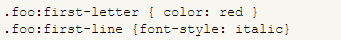 .foo:first-letter { color: red }
.foo:first-line {font-style: italic}